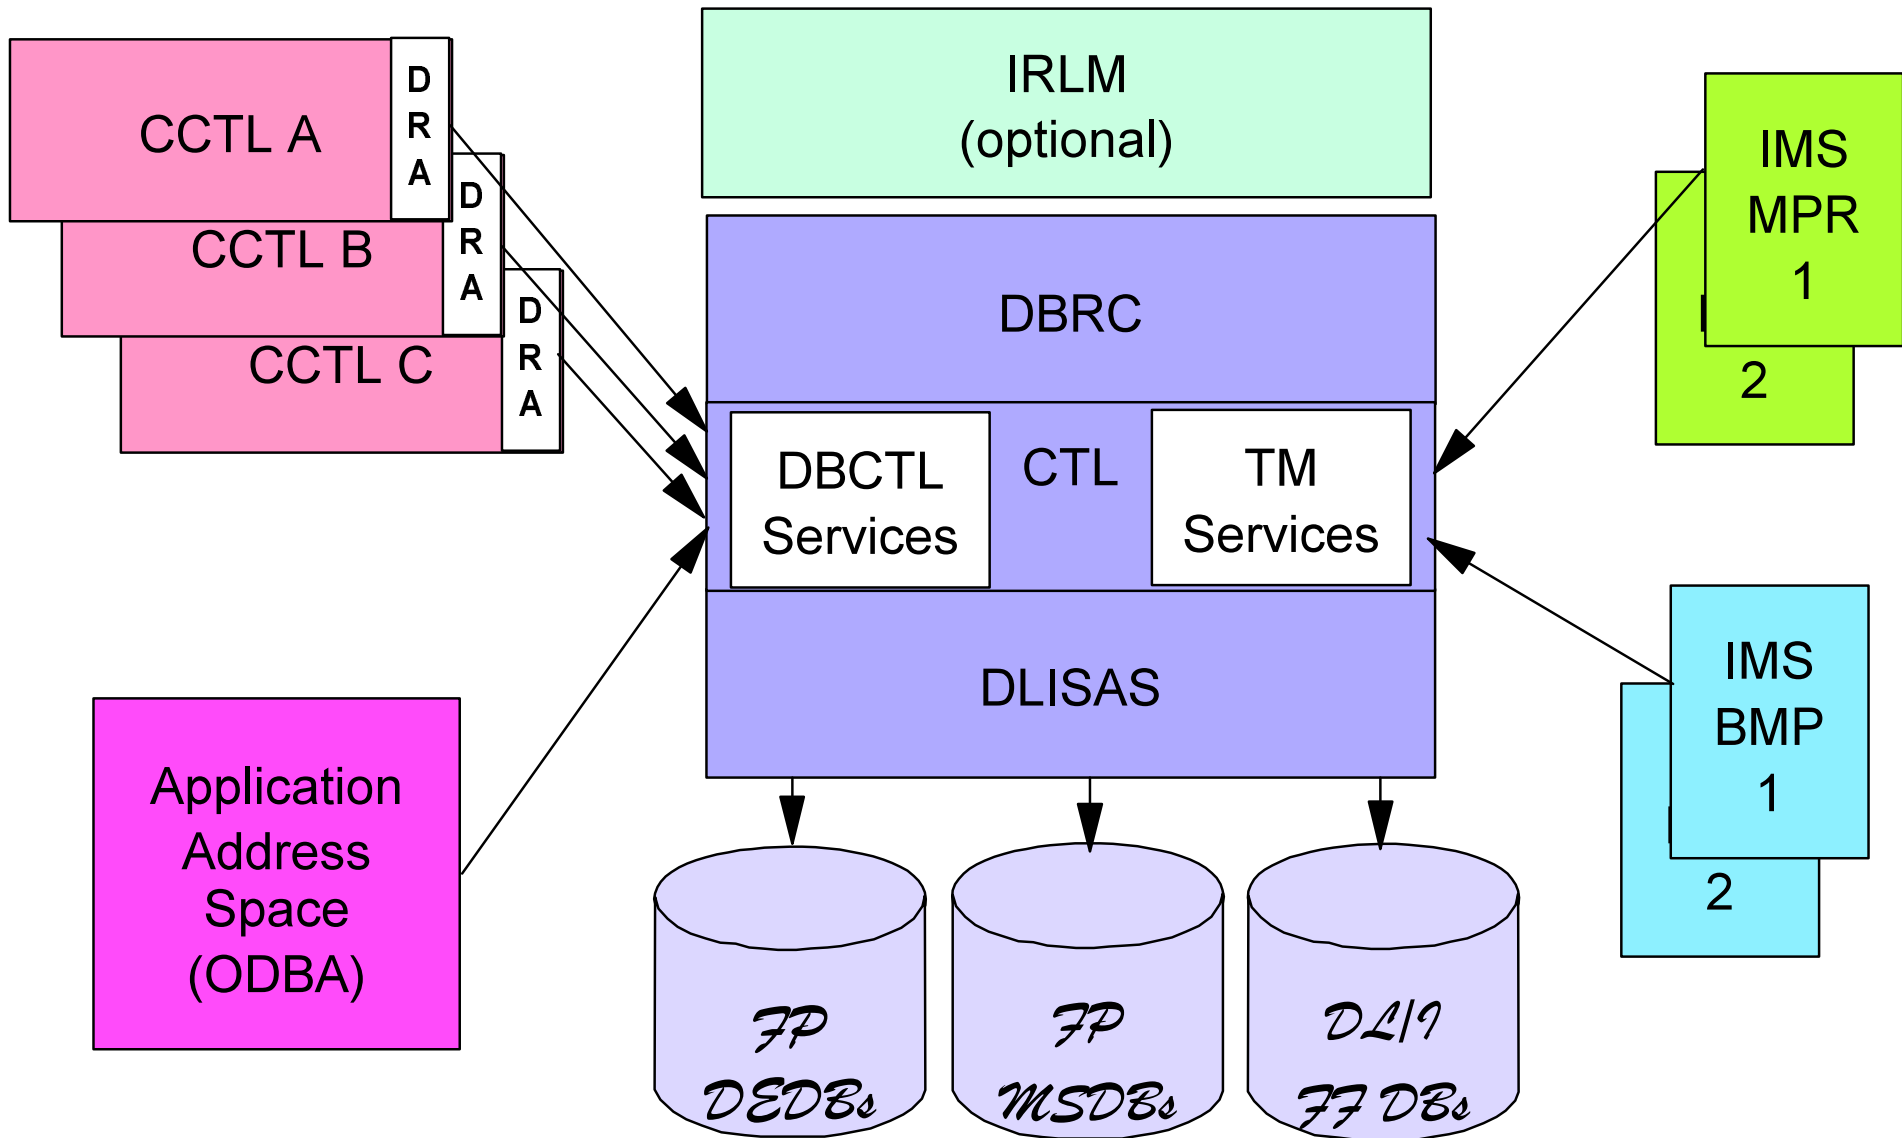 D
R
A
CCTL A
D
R
A
CCTL B
D
R
A
CCTL C
IRLM
(optional)
DBRC
DBCTL
Services
CTL
TM
Services
DLISAS
IMS
MPR
1
2
IMS
BMP
1
2
Application
Address
Space
(ODBA)
FP
DEDBs
FP
MSDBs
DL/I
FF DBs